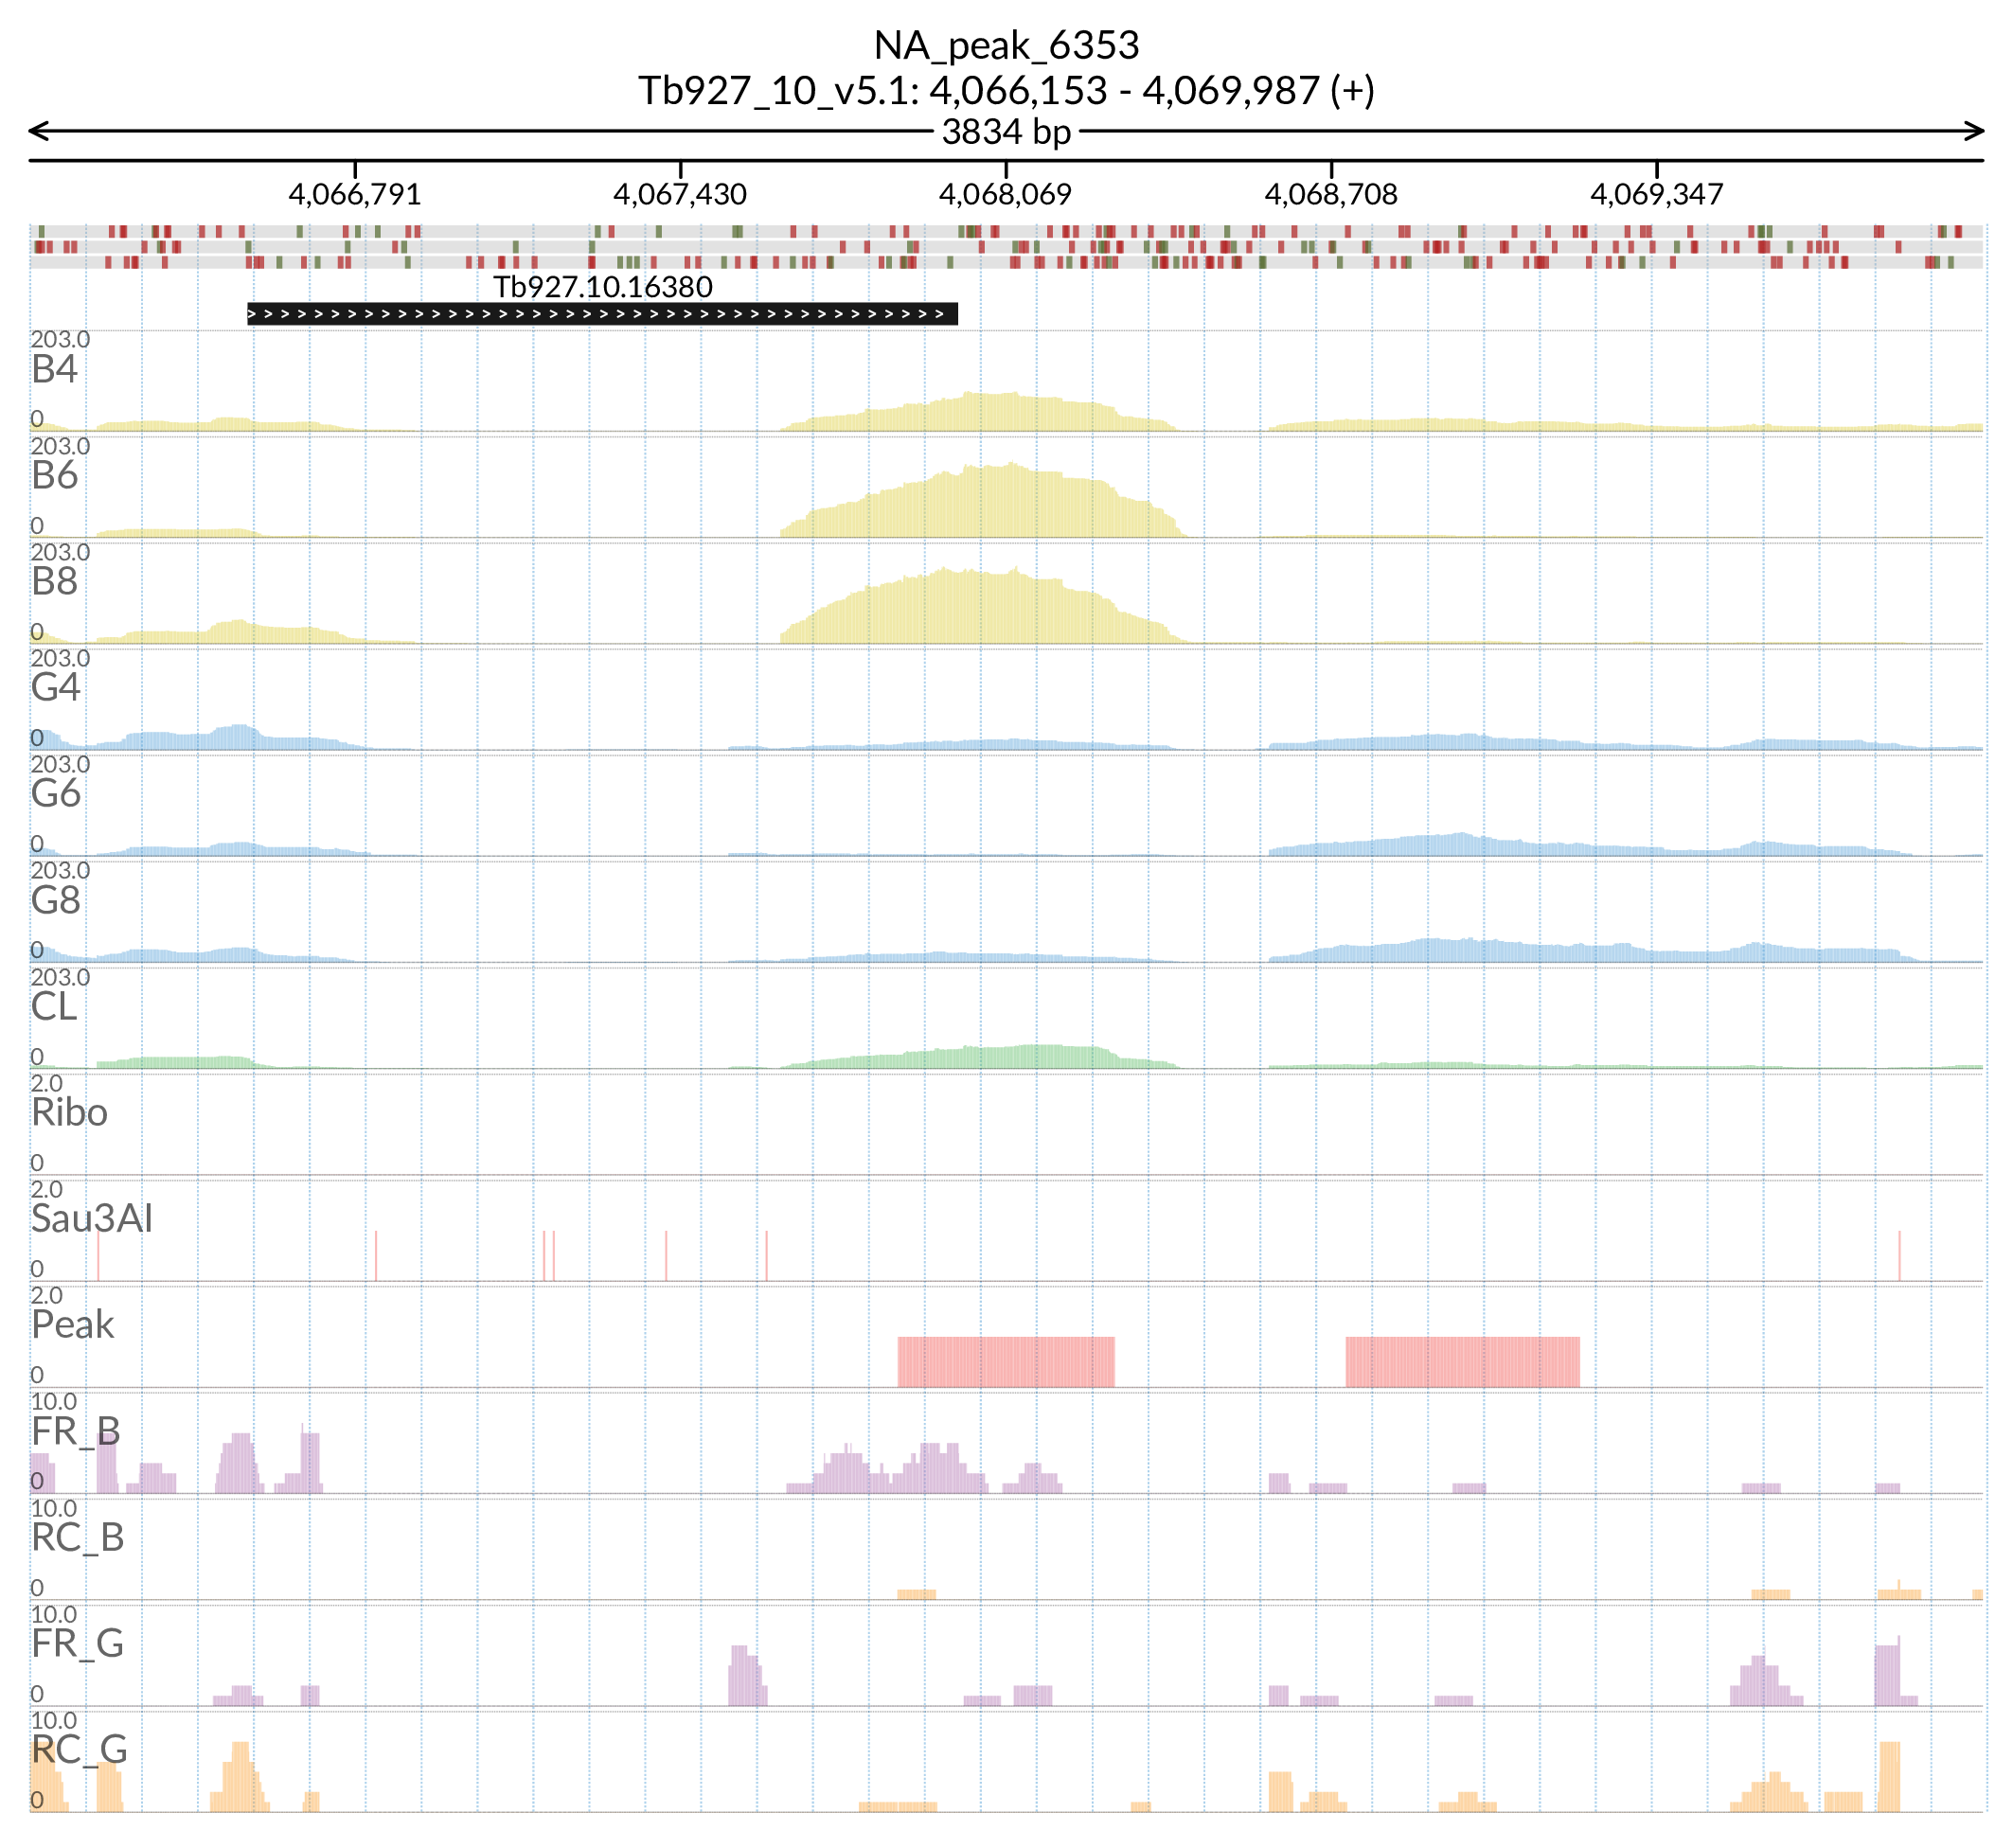 NA_peak_6353
Tb927_10_v5.1: 4,066,153 - 4,069,987 (+)
3834 bp
4,066,791 4,067,430 4,068,069 4,068,708 4,069,347
Tb927.10.16380
203.0
B4
0
203.0
B6
0
203.0
B8
0
203.0
G4
0
203.0
G6
0
203.0
G8
0
203.0
CL
0
2.0
Ribo
0
2.0
Sau3AI
0
2.0
Peak
0
10.0
FR_B
0
10.0
RC_B
0
10.0
FR_G
0
10.0
RC_G
0